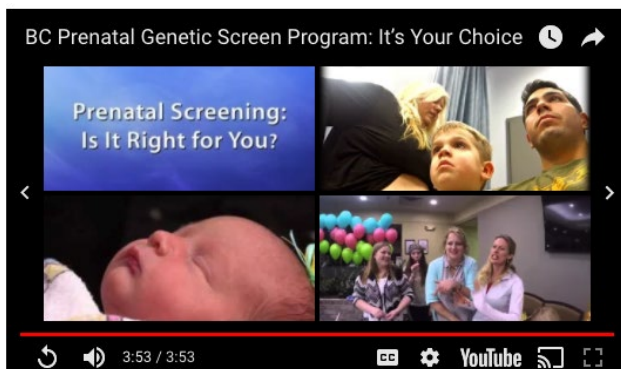 BC Prenatal Genetic Screen Program: It's Your Choice
Prenatal Screening:
Is It Right for You?
3:53 / 3:53
CC
YouTube